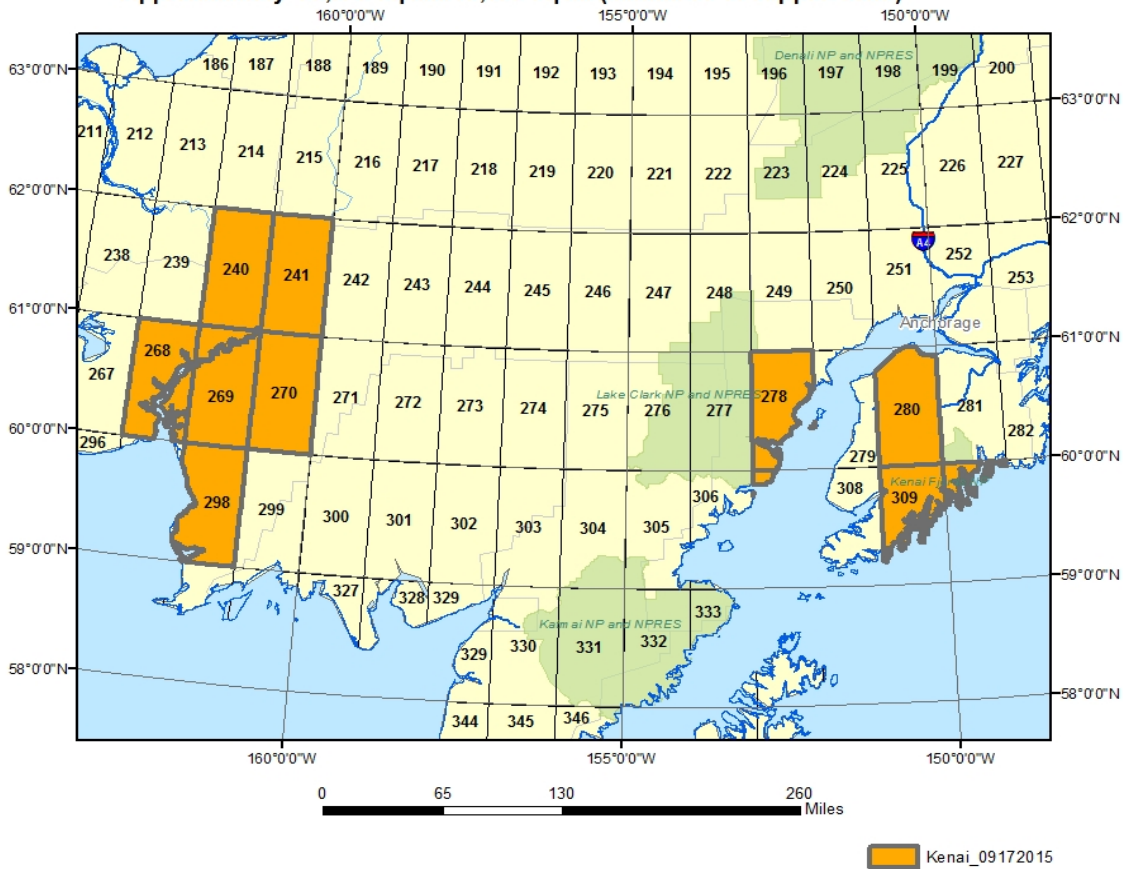 160°0'0"W 155°0'0"W 150°0'0"W
63°0'0"N 186 187 188 189 190 191 192 193 194 195 196 197 198 199 200
Denali NP and NPRES
63°0'0"N
211 212 213 214 215 216 217 218 219 220 221 222 223 224 225 226 227
62°0'0"N
62°0'0"N
A4
238 239 240 241 242 243 244 245 246 247 248 249 250 251 252 253
61°0'0"N
Anchorage
61°0'0"N
267 268 269 270 271 272 273 274 275 276 277 278 279 280 281 282
Lake Clark NP and NPRES
60°0'0"N
60°0'0"N
296 298 299 300 301 302 303 304 305 306 308 309
59°0'0"N
59°0'0"N
327 328 329 333
Katmai NP and NPRES
329 330 331 332
58°0'0"N
58°0'0"N
344 345 346
160°0'0"W 155°0'0"W 150°0'0"W
0 65 130 260
Miles
Kenai_09172015